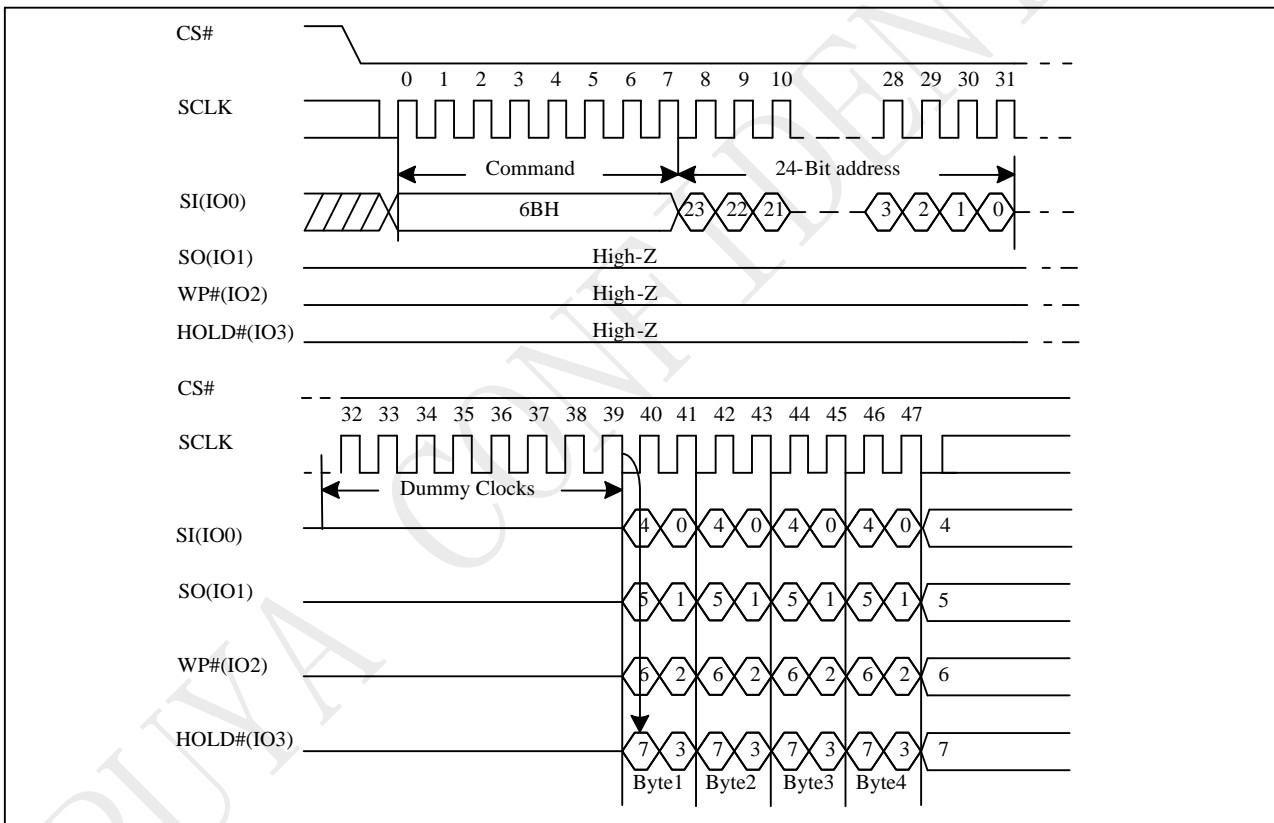 CS#
0 1 2 3 4 5 6 7 8 9 10 28 29 30 31
SCLK
Command 24-Bit address
SI(IO0) 6BH 23 22 21 3 2 1 0
SO(IO1) High-Z
WP#(IO2) High-Z
HOLD#(IO3) High-Z
CS#
32 33 34 35 36 37 38 39 40 41 42 43 44 45 46 47
SCLK
Dummy Clocks
SI(IO0) 4 0 4 0 4 0 4 0 4
SO(IO1) 5 1 5 1 5 1 5 1 5
WP#(IO2) 6 2 6 2 6 2 6 2 6
HOLD#(IO3) 7 3 7 3 7 3 7 3 7
Byte1 Byte2 Byte3 Byte4
PUYA CONFIDENT